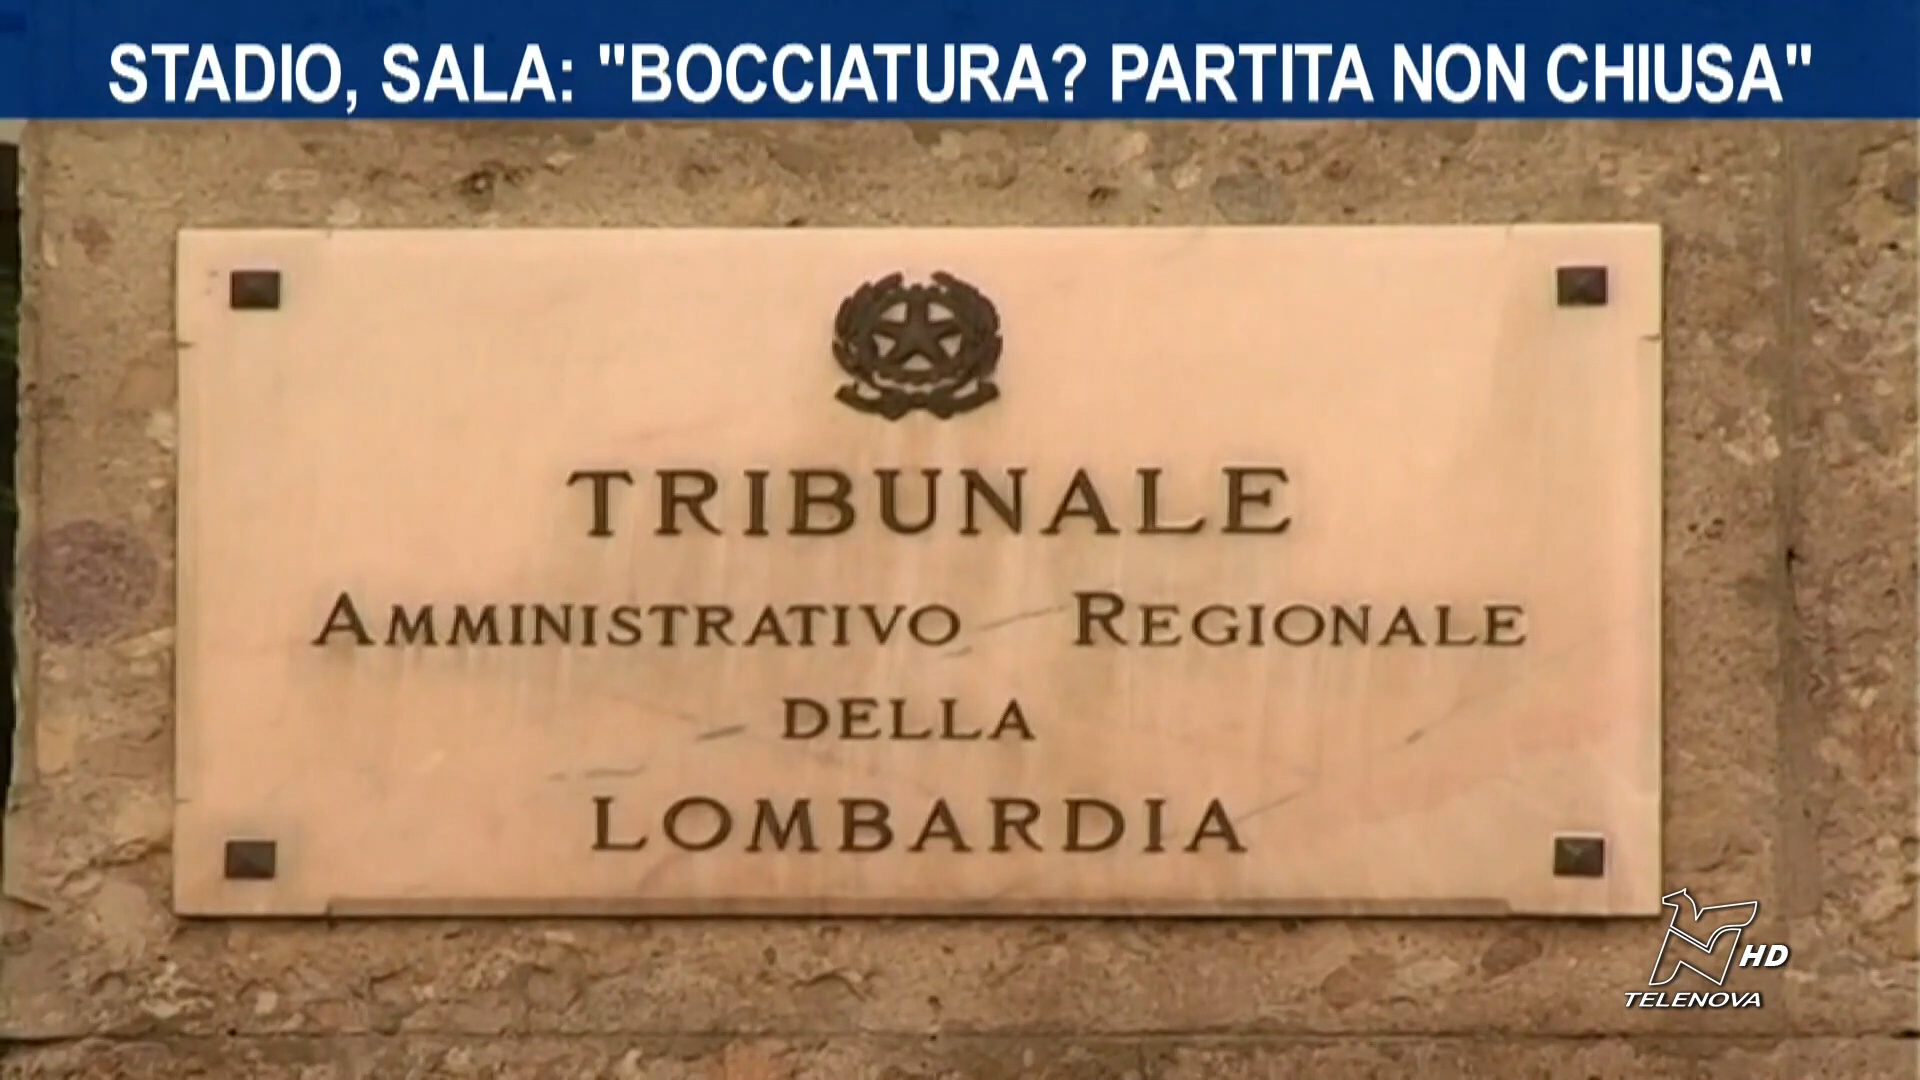 STADIO, SALA: "BOCCIATURA? PARTITA NON CHIUSA"
TRIBUNALE
AMMINISTRATIVO REGIONALE
DELLA
LOMBARDIA
HD
TELENOVA